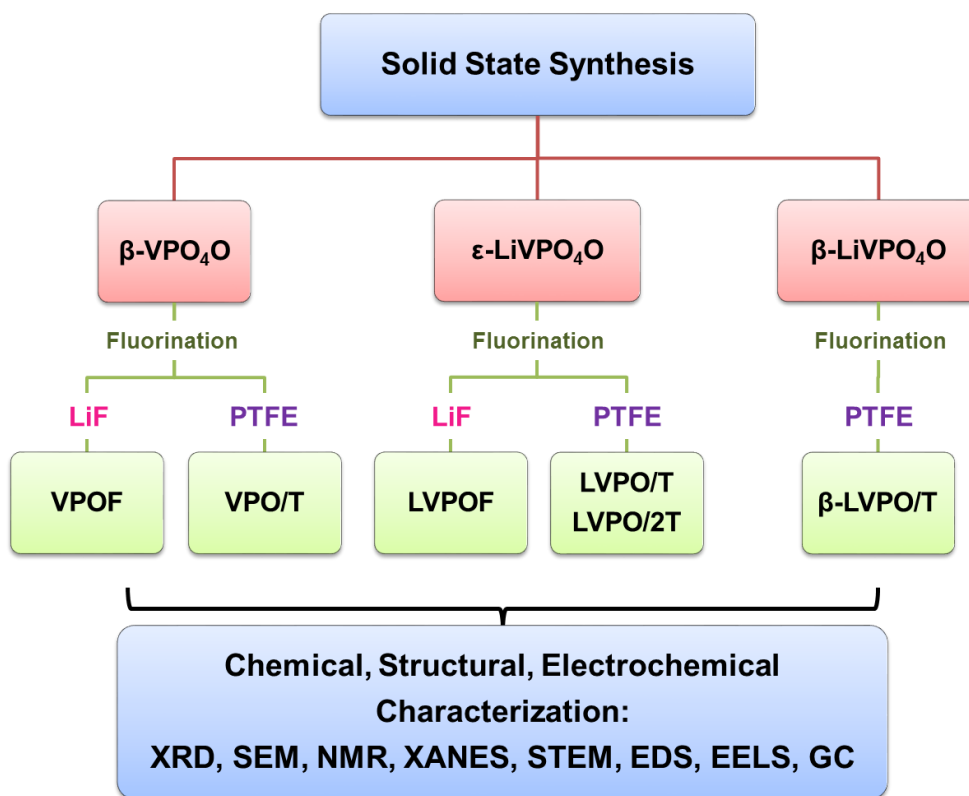 Solid State Synthesis
β-VPO₄O
ε-LiVPO₄O
β-LiVPO₄O
Fluorination
Fluorination
Fluorination
LiF
PTFE
LiF
PTFE
PTFE
VPOF
VPO/T
LVPOF
LVPO/T
LVPO/2T
β-LVPO/T
Chemical, Structural, Electrochemical
Characterization:
XRD, SEM, NMR, XANES, STEM, EDS, EELS, GC